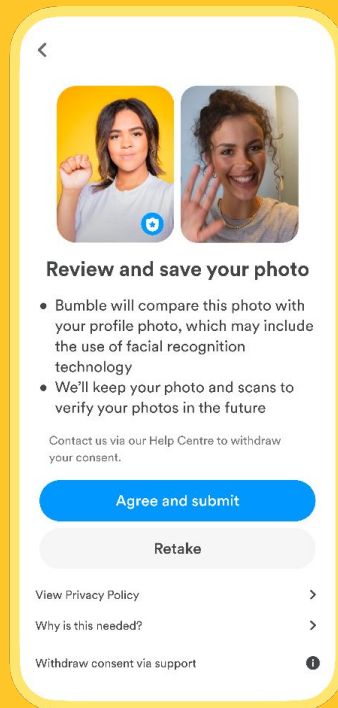 Review and save your photo
• Bumble will compare this photo with
your profile photo, which may include
the use of facial recognition
technology
• We’ll keep your photo and scans to
verify your photos in the future
Contact us via our Help Centre to withdraw
your consent.
Agree and submit
Retake
View Privacy Policy
Why is this needed?
Withdraw consent via support